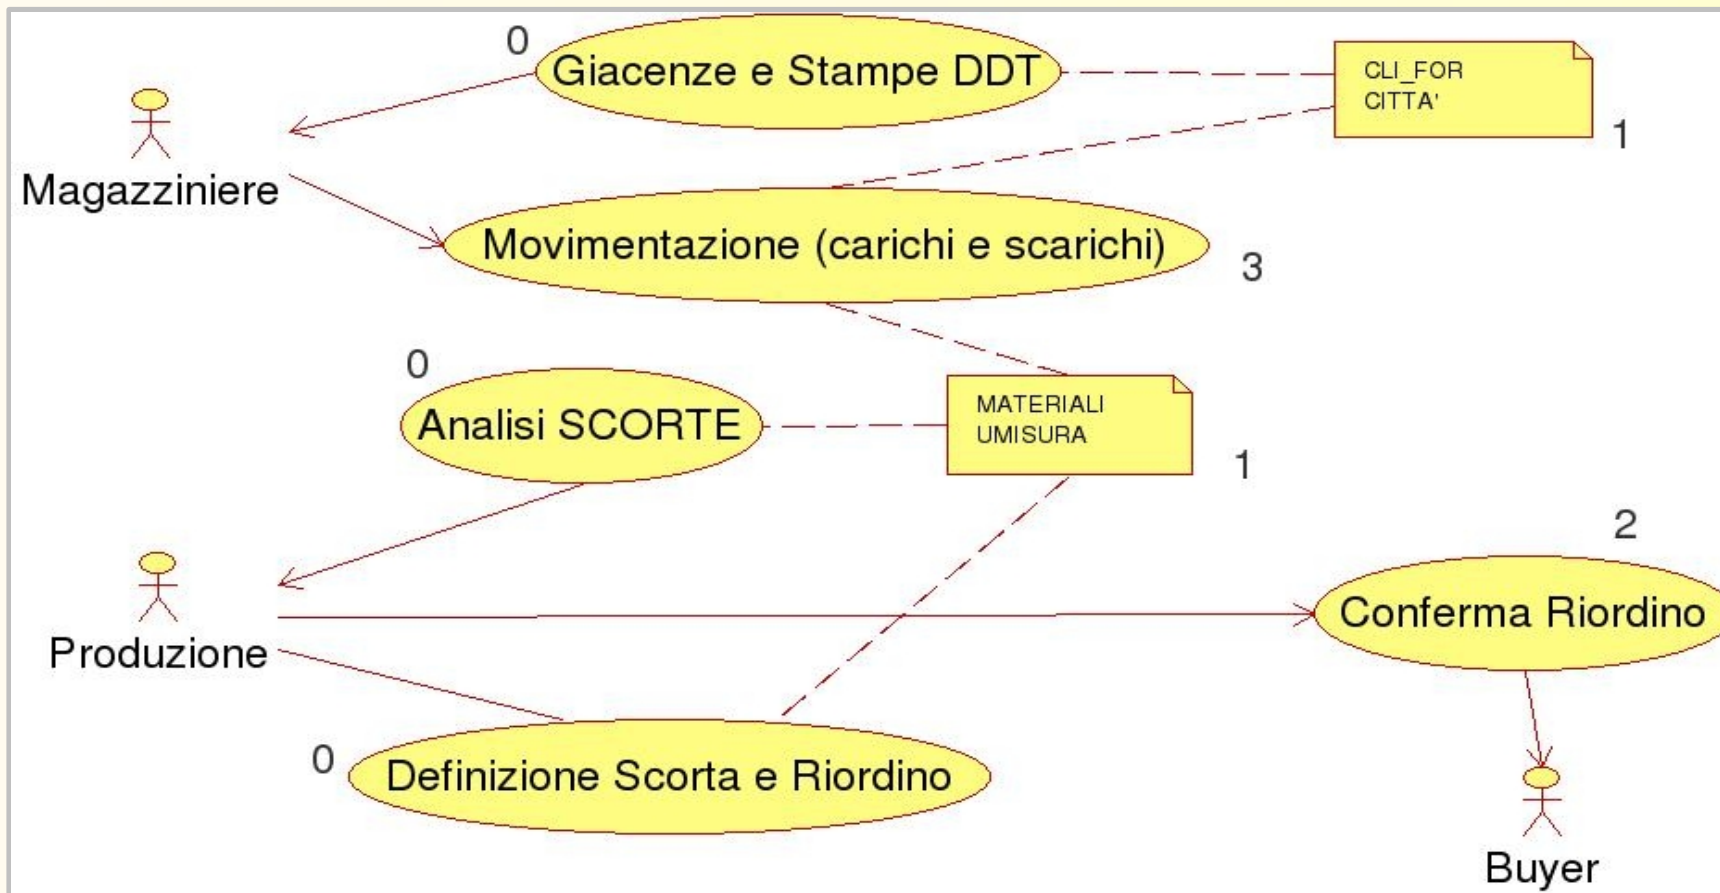 0
Giacenze e Stampe DDT
CLI_FOR
CITTA'
1
Magazziniere
Movimentazione (carichi e scarichi)
3
0
Analisi SCORTE
MATERIALI
UMISURA
1
2
Conferma Riordino
Produzione
0
Definizione Scorta e Riordino
Buyer